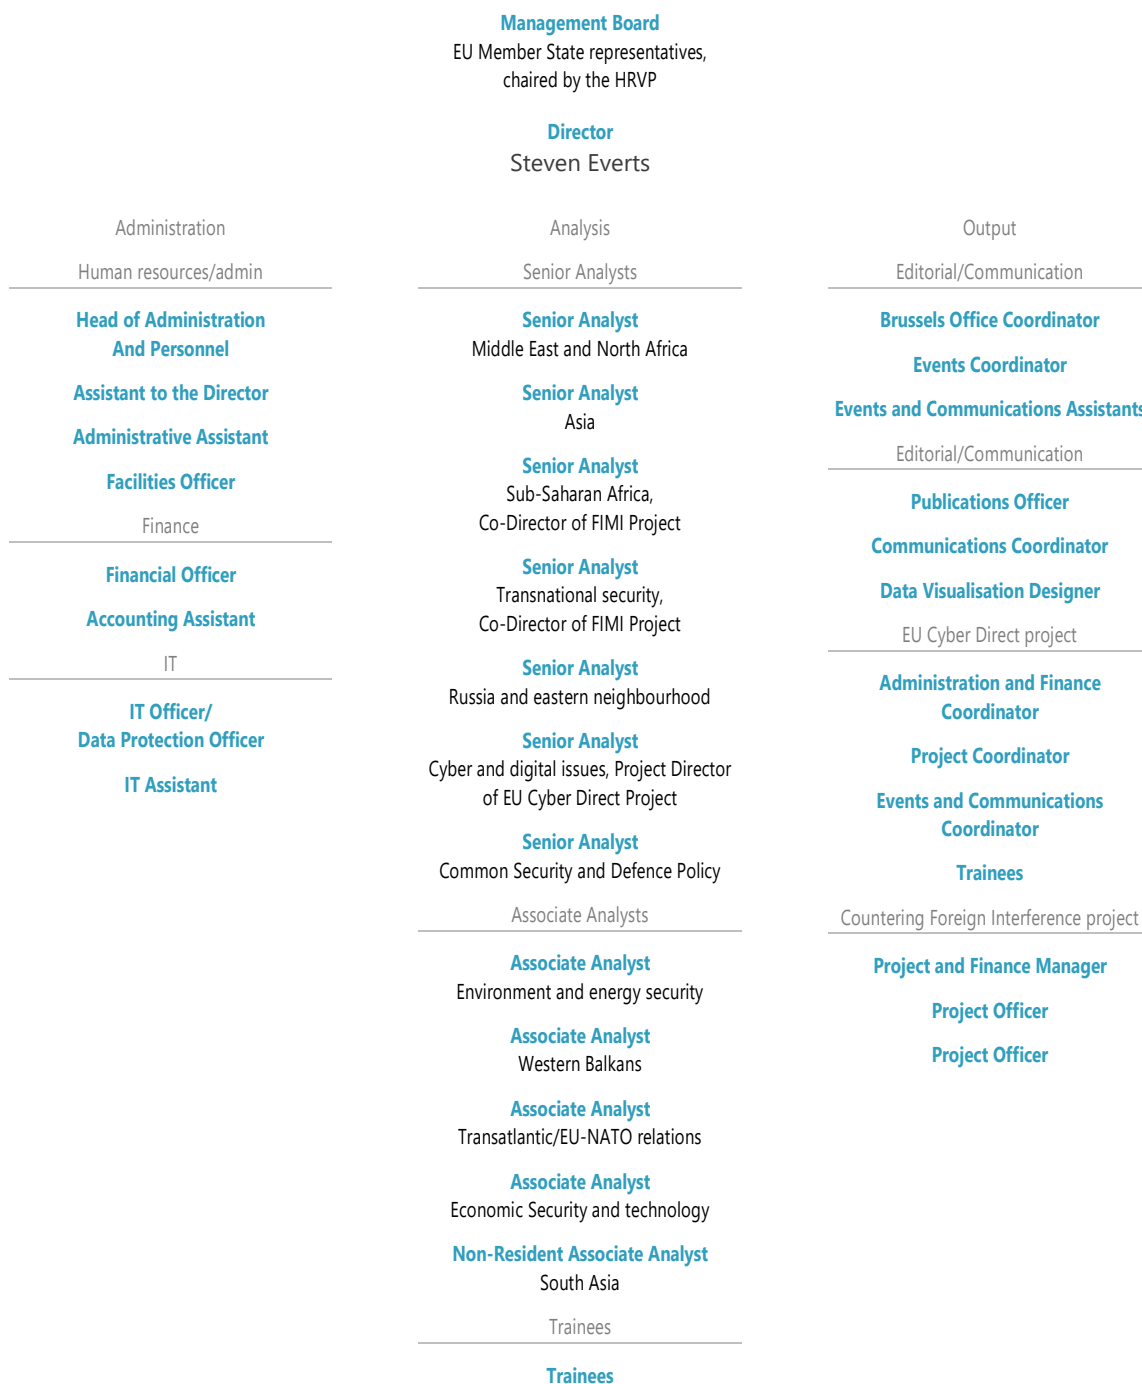 Management Board
EU Member State representatives,
chaired by the HRVP
Director
Steven Everts
Administration
Human resources/admin
Head of Administration
And Personnel
Assistant to the Director
Administrative Assistant
Facilities Officer
Finance
Financial Officer
Accounting Assistant
IT
IT Officer/
Data Protection Officer
IT Assistant
Analysis
Senior Analysts
Senior Analyst
Middle East and North Africa
Senior Analyst
Asia
Senior Analyst
Sub-Saharan Africa,
Co-Director of FIMI Project
Senior Analyst
Transnational security,
Co-Director of FIMI Project
Senior Analyst
Russia and eastern neighbourhood
Senior Analyst
Cyber and digital issues, Project Director
of EU Cyber Direct Project
Senior Analyst
Common Security and Defence Policy
Associate Analysts
Associate Analyst
Environment and energy security
Associate Analyst
Western Balkans
Associate Analyst
Transatlantic/EU-NATO relations
Associate Analyst
Economic Security and technology
Non-Resident Associate Analyst
South Asia
Trainees
Trainees
Output
Editorial/Communication
Brussels Office Coordinator
Events Coordinator
Events and Communications Assistants
Editorial/Communication
Publications Officer
Communications Coordinator
Data Visualisation Designer
EU Cyber Direct project
Administration and Finance
Coordinator
Project Coordinator
Events and Communications
Coordinator
Trainees
Countering Foreign Interference project
Project and Finance Manager
Project Officer
Project Officer